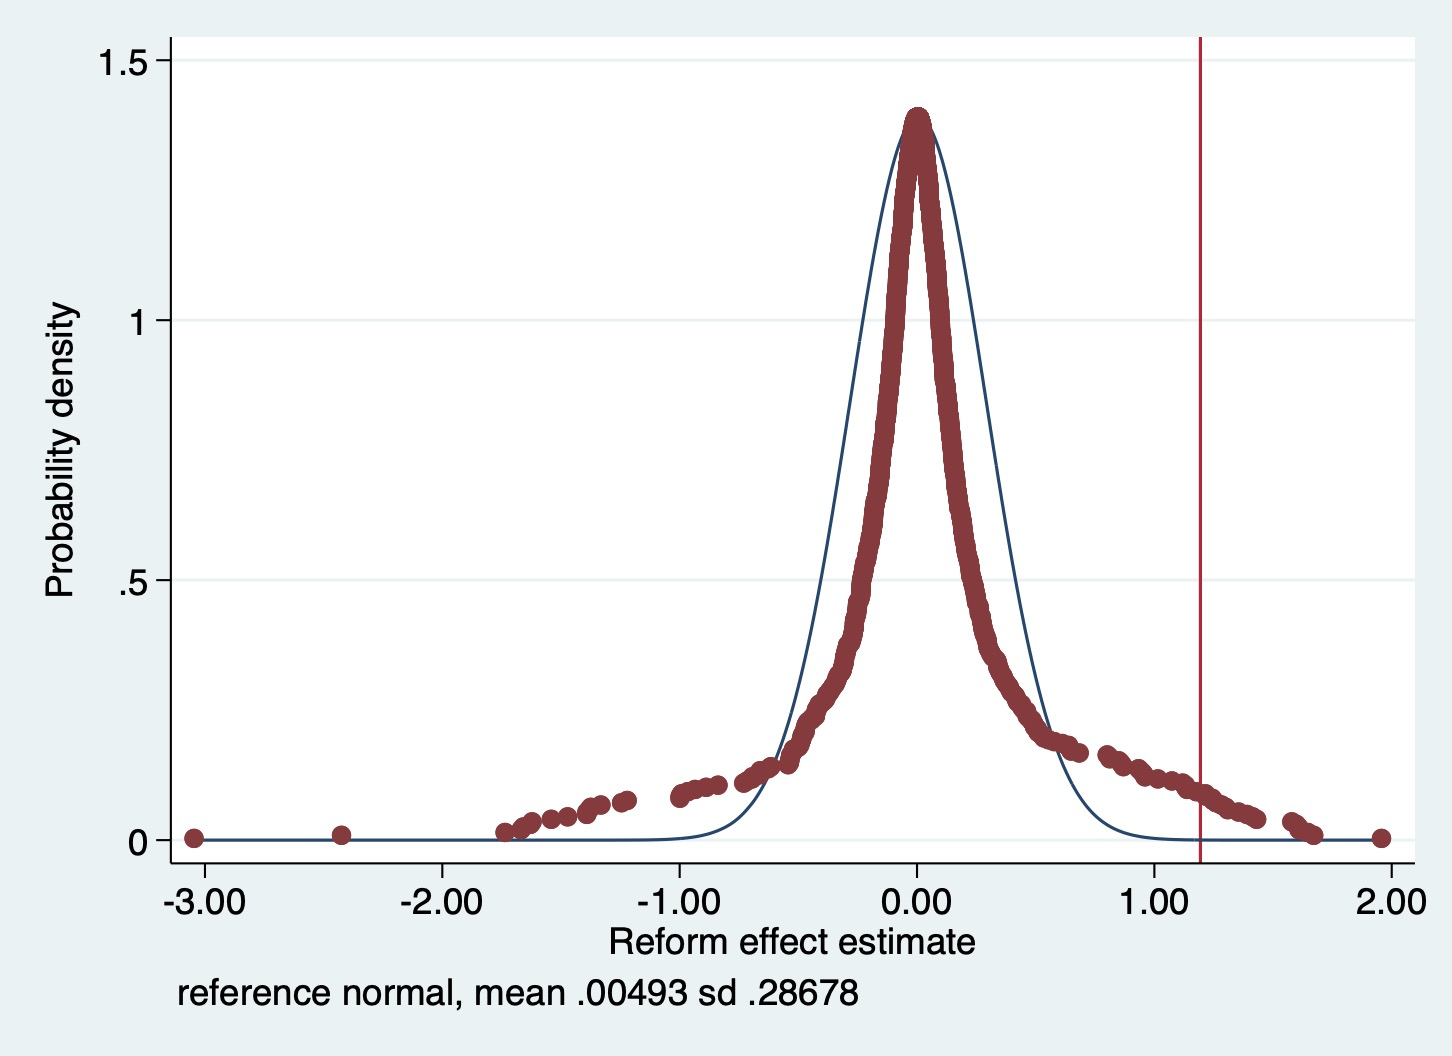 1.5
1
.5
0
Probability density
-3.00 -2.00 -1.00 0.00 1.00 2.00
Reform effect estimate
reference normal, mean .00493 sd .28678